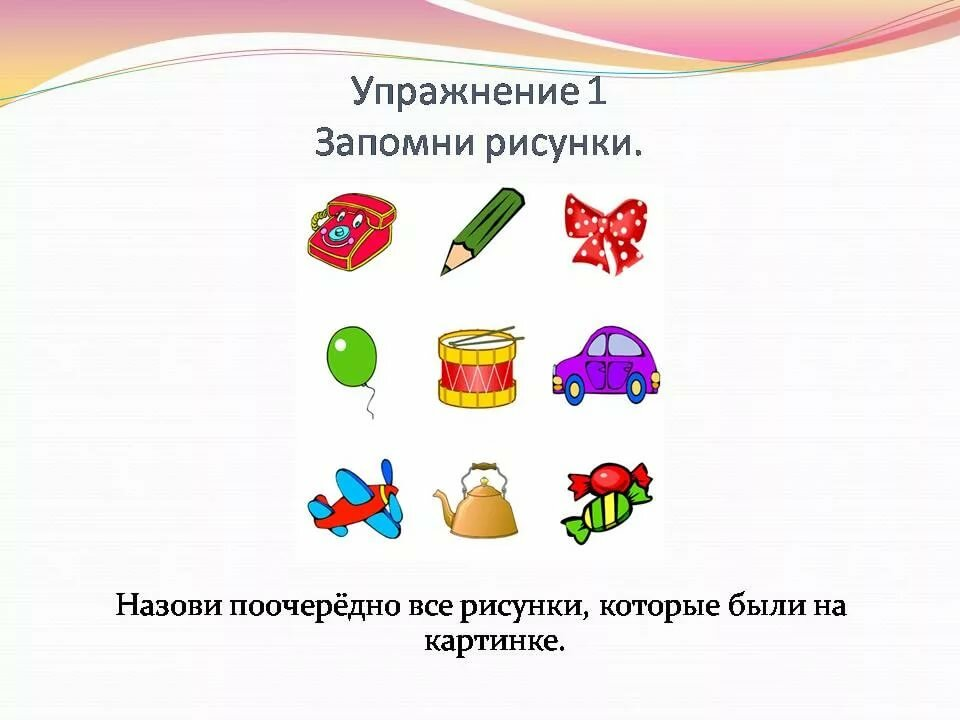 Упражнение 1
Запомни рисунки.
Назови поочерёдно все рисунки, которые были на
картинке.